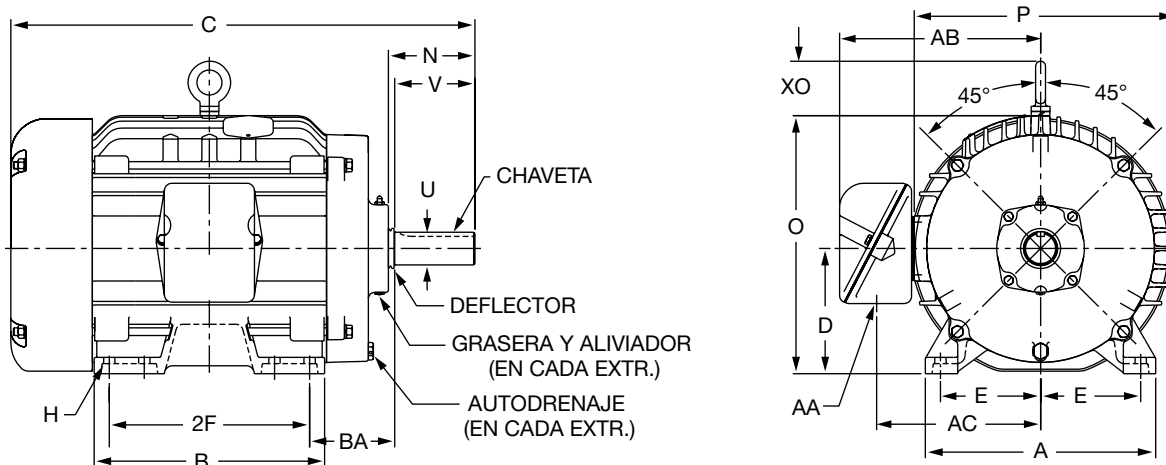 C
N
V
U
CHAVETA
DEFLECTOR
GRASERA Y ALIVIADOR
(EN CADA EXTR.)
AUTODRENAJE
(EN CADA EXTR.)
H
2F
BA
B
P
AB
XO
45°
45°
O
D
AA
E
E
AC
A